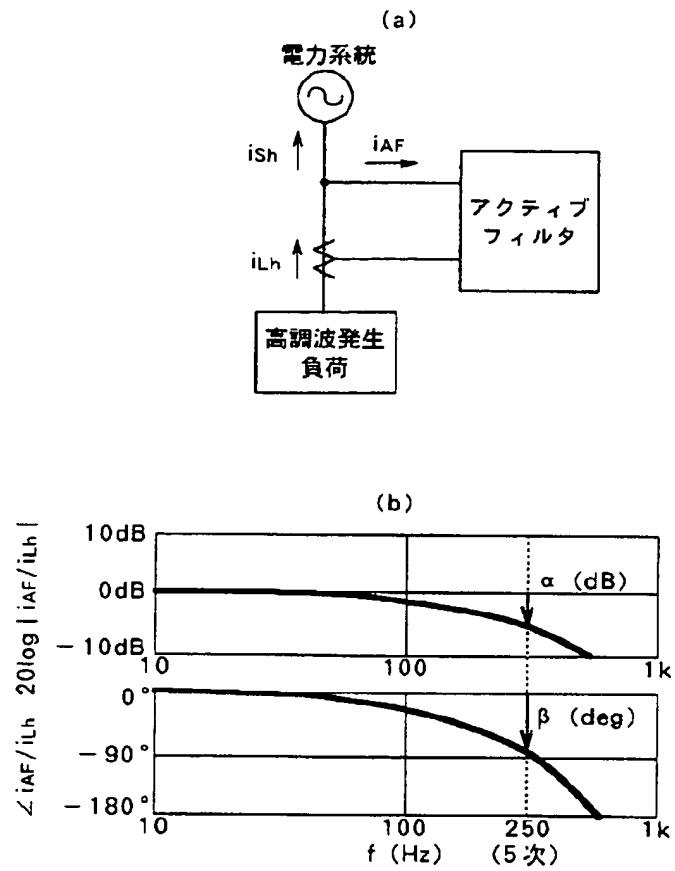 (a)
電力系統
iSh
iAF
アクティブ
フィルタ
iLh
高調波発生
負荷
(b)
∠iAF/iLh 20log|iAF/iLh|
10dB
0dB
α (dB)
-10dB
10
100
1k
0°
β (deg)
-90°
-180°
10
100
250
1k
f (Hz)
(5次)